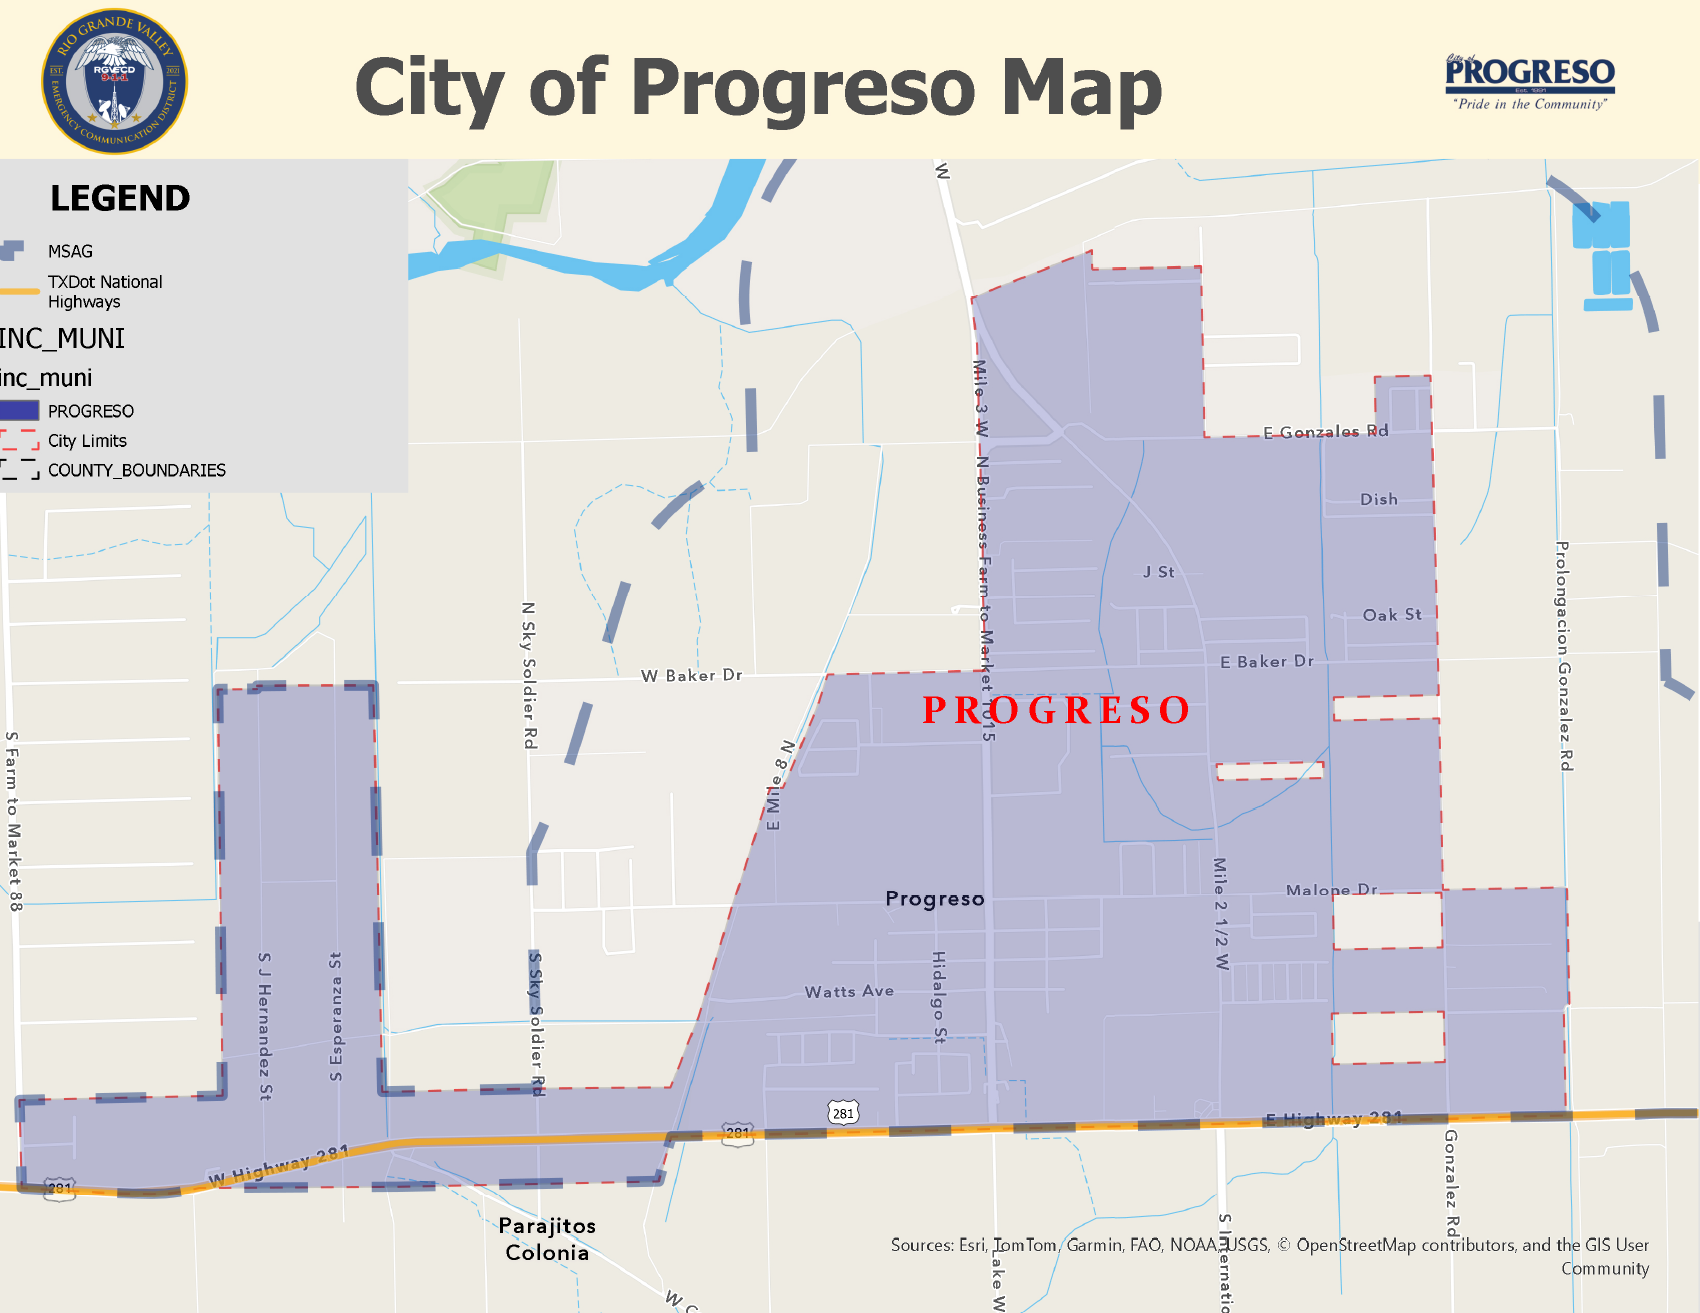 RIO GRANDE VALLEY
EST.
2021
RGVECD
9-1-1
EMERGENCY COMMUNICATION DISTRICT
City of Progreso Map
City of
PROGRESO
Est. 1991
"Pride in the Community"
LEGEND
MSAG
TXDot National
Highways
INC_MUNI
inc_muni
PROGRESO
City Limits
COUNTY_BOUNDARIES
W
Mile 3 W
E Gonzales Rd
N Business Farm to Market 1015
Dish
J St
Oak St
E Baker Dr
W Baker Dr
N Sky Soldier Rd
Prolongacion Gonzalez Rd
PROGRESO
S Farm to Market 88
E Mile 8 N
Progreso
Mile 2 1/2 W
Malone Dr
S J Hernandez St
S Esperanza St
S Sky Soldier Rd
Watts Ave
Hidalgo St
281
281
E Highway 281
W Highway 281
281
Gonzalez Rd
Parajitos
Colonia
Lake W
S Internatio
W C
Sources: Esri, TomTom, Garmin, FAO, NOAA, USGS, © OpenStreetMap contributors, and the GIS User
Community